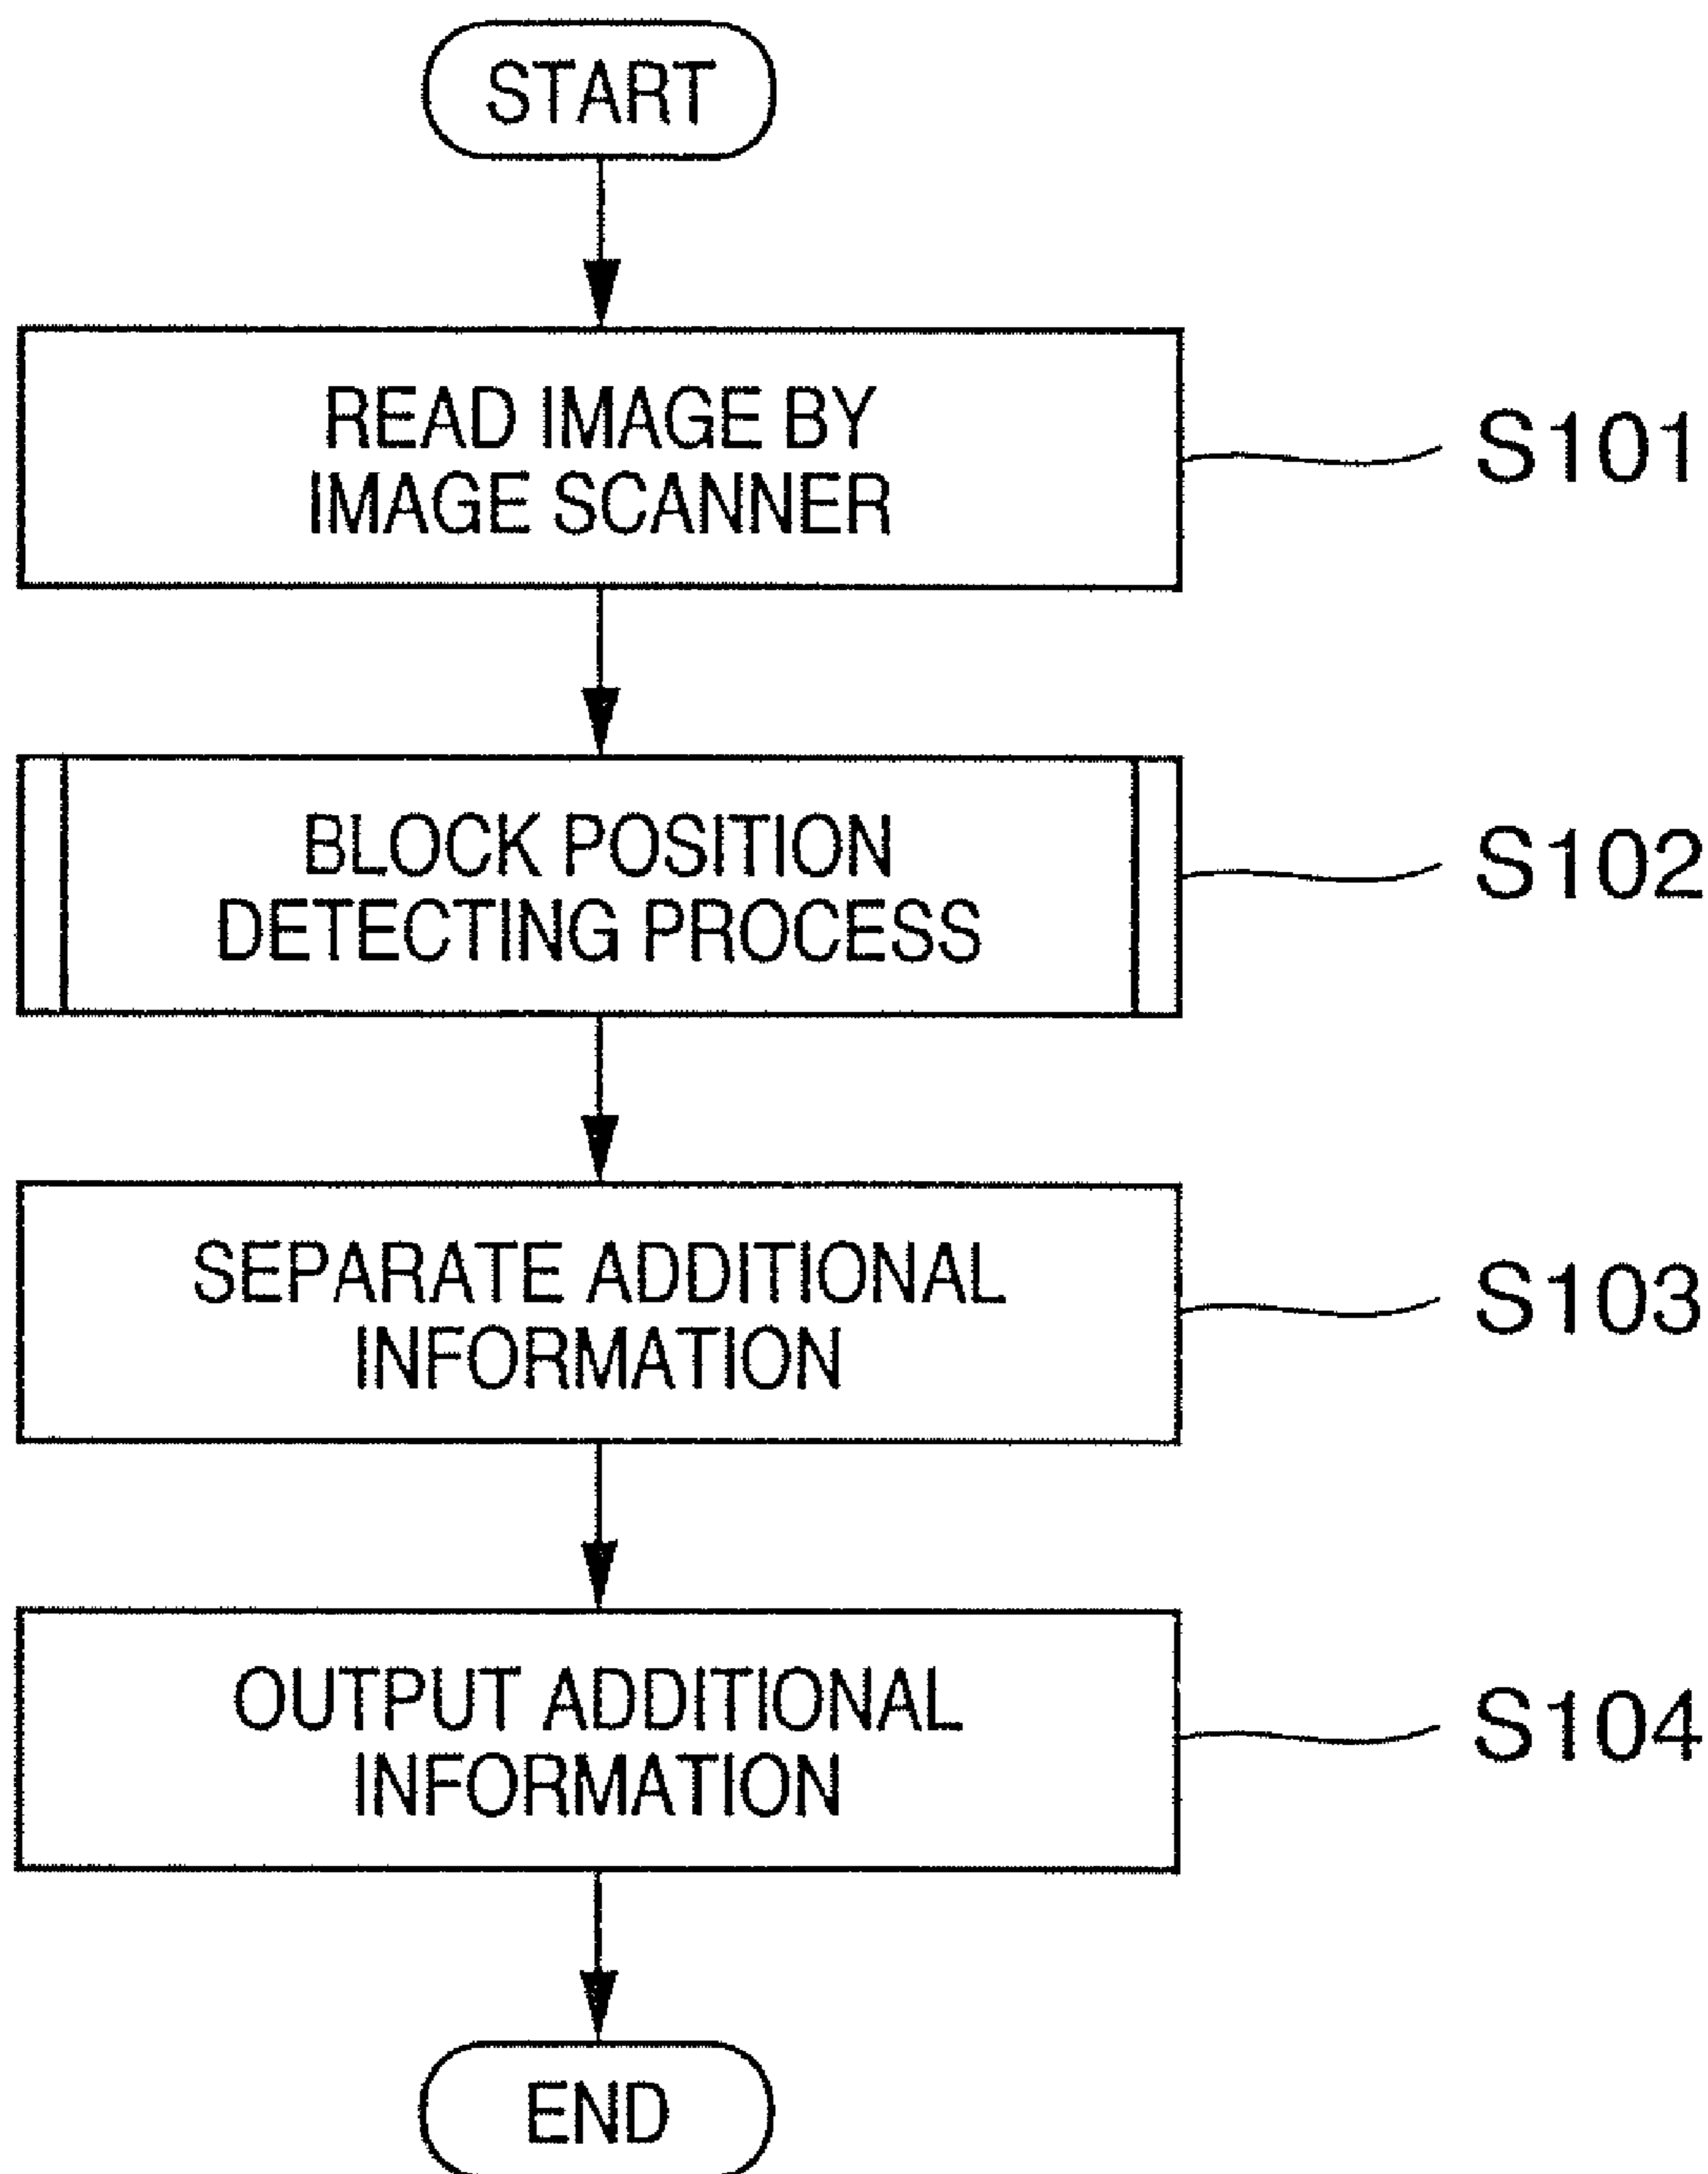 START
READ IMAGE BY
IMAGE SCANNER
S101
BLOCK POSITION
DETECTING PROCESS
S102
SEPARATE ADDITIONAL
INFORMATION
S103
OUTPUT ADDITIONAL
INFORMATION
S104
END